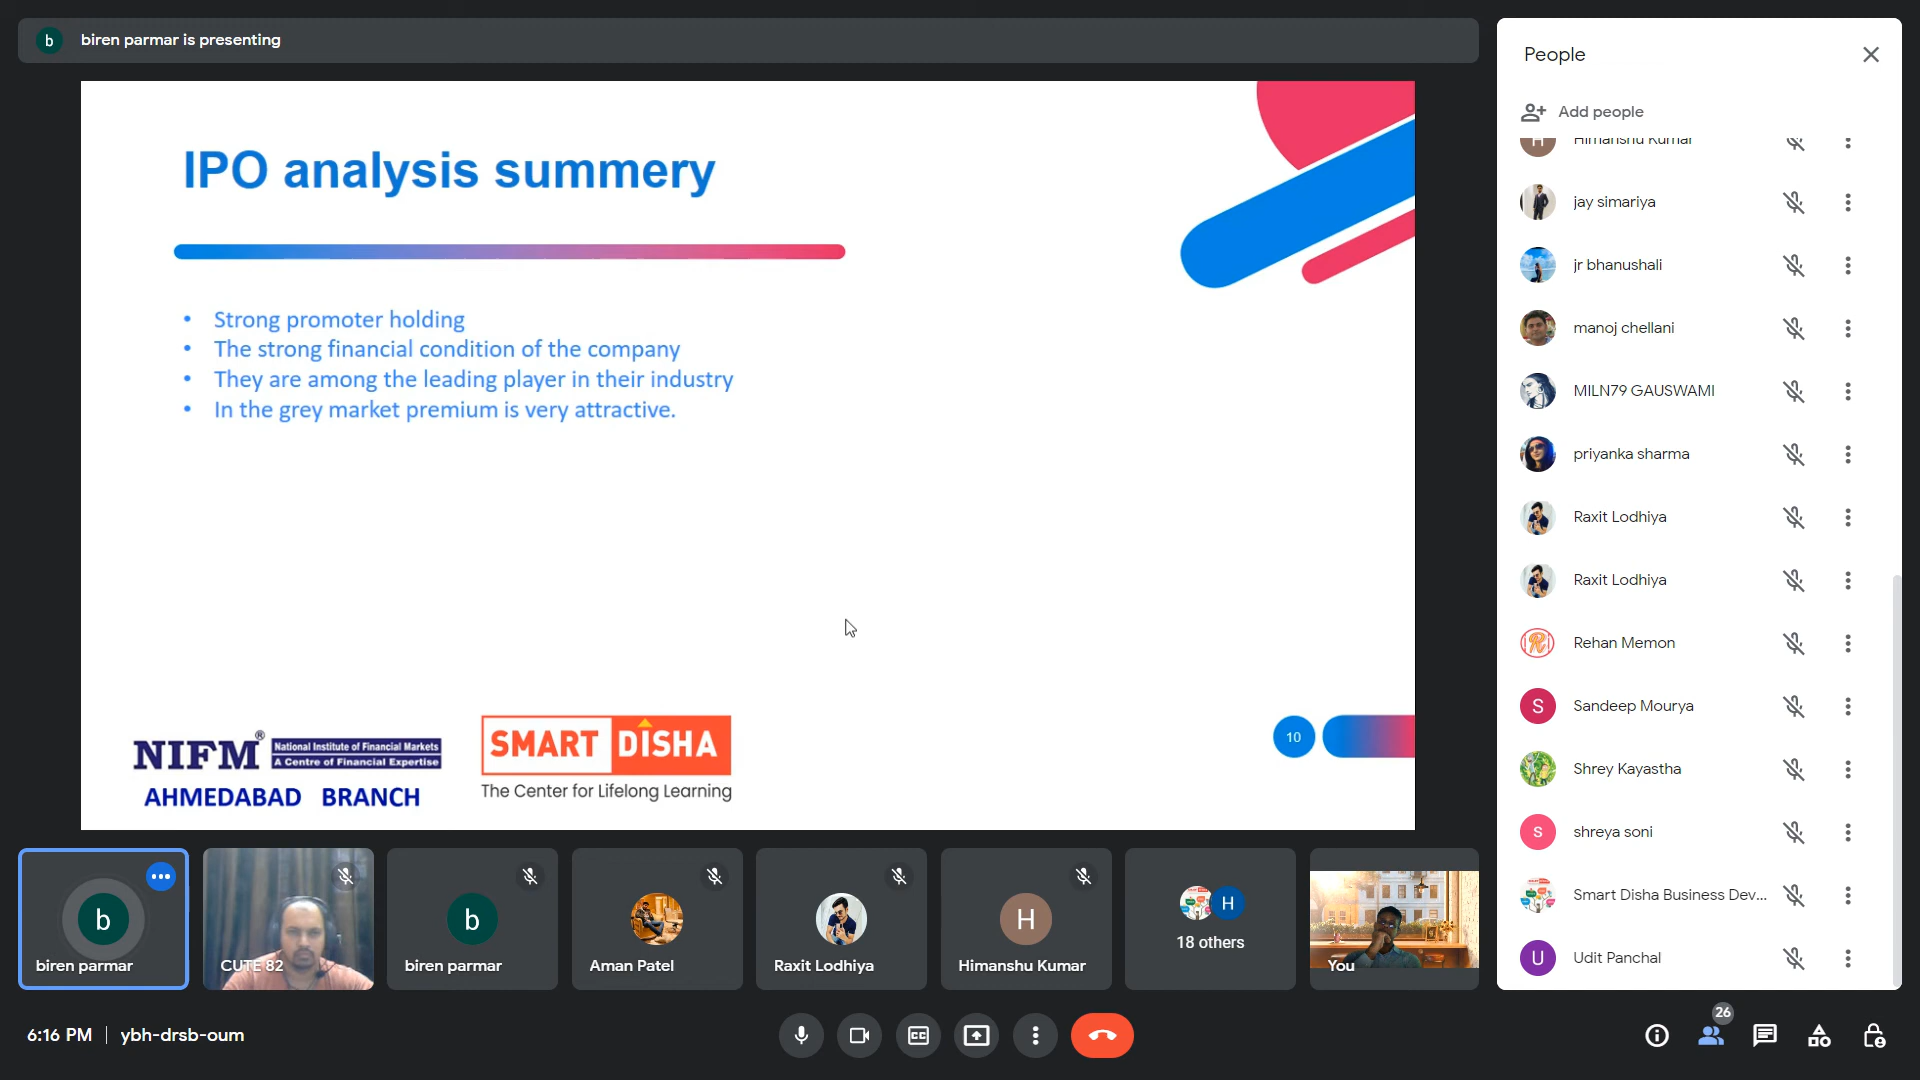 b biren parmar is presenting
IPO analysis summery
• Strong promoter holding
• The strong financial condition of the company
• They are among the leading player in their industry
• In the grey market premium is very attractive.
NIFM® National Institute of Financial Markets
A Centre of Financial Expertise
AHMEDABAD BRANCH
SMART DISHA
The Center for Lifelong Learning
10
b
biren parmar
CUTE 82
b
biren parmar
Aman Patel
Raxit Lodhiya
H
Himanshu Kumar
H
18 others
You
6:16 PM | ybh-drsb-oum
People
Add people
H Himanshu Kumar
jay simariya
jr bhanushali
manoj chellani
MILN79 GAUSWAMI
priyanka sharma
Raxit Lodhiya
Raxit Lodhiya
R Rehan Memon
S Sandeep Mourya
Shrey Kayastha
s shreya soni
Smart Disha Business Dev...
U Udit Panchal
26